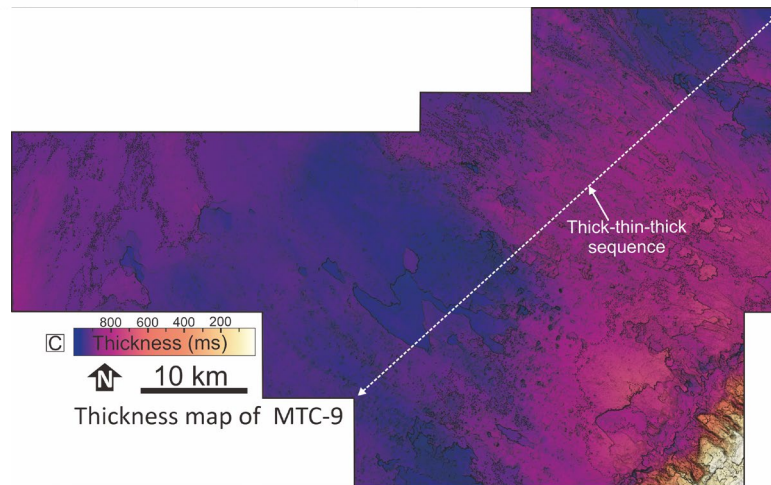 Thick-thin-thick
sequence
800 600 400 200
C Thickness (ms)
N 10 km
Thickness map of MTC-9